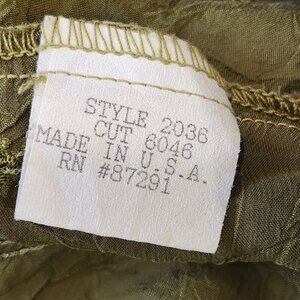 STYLE 2036
CUT 6046
MADE IN U.S.A.
RN #87291